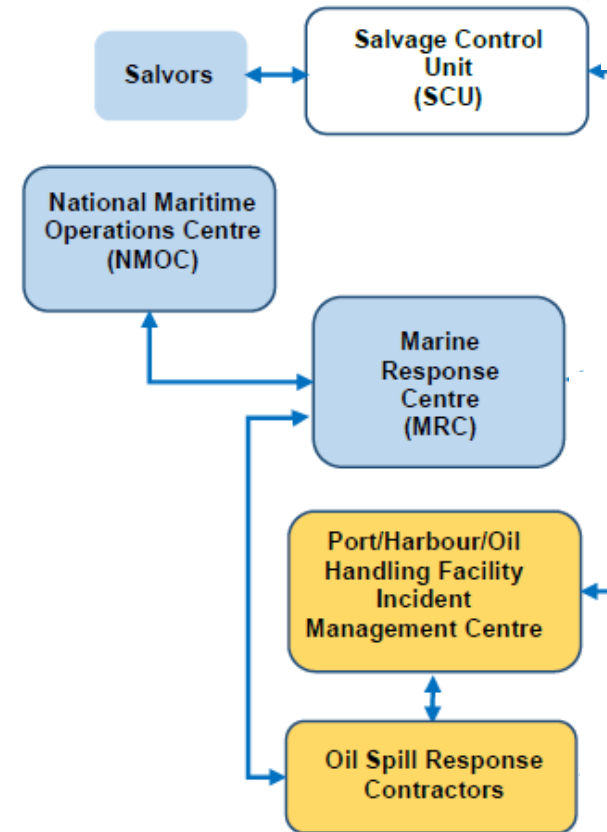 Salvors
Salvage Control
Unit
(SCU)
National Maritime
Operations Centre
(NMOC)
Marine
Response
Centre
(MRC)
Port/Harbour/Oil
Handling Facility
Incident
Management Centre
Oil Spill Response
Contractors